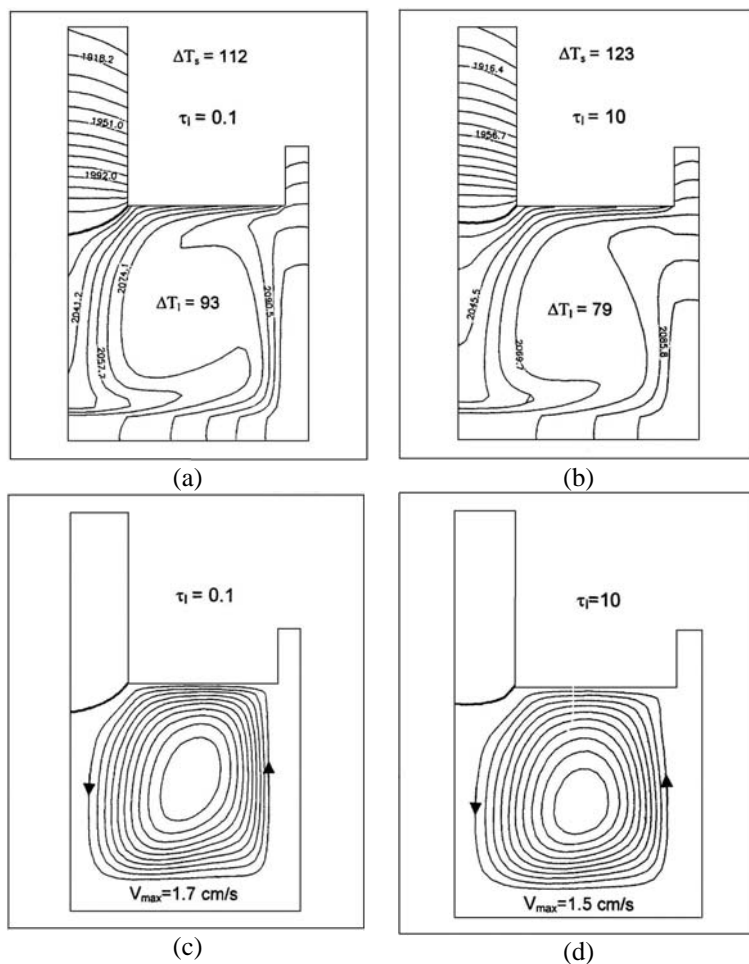 ΔTₛ = 112
1918.2
τₗ = 0.1
1951.0
1992.0
2074.1
2041.2
ΔTₗ = 93
2090.5
2057.7
(a)
ΔTₛ = 123
1916.4
τₗ = 10
1956.7
2045.5
ΔTₗ = 79
2085.8
2069.7
(b)
τₗ = 0.1
Vₘₐₓ=1.7 cm/s
(c)
τₗ=10
Vₘₐₓ=1.5 cm/s
(d)